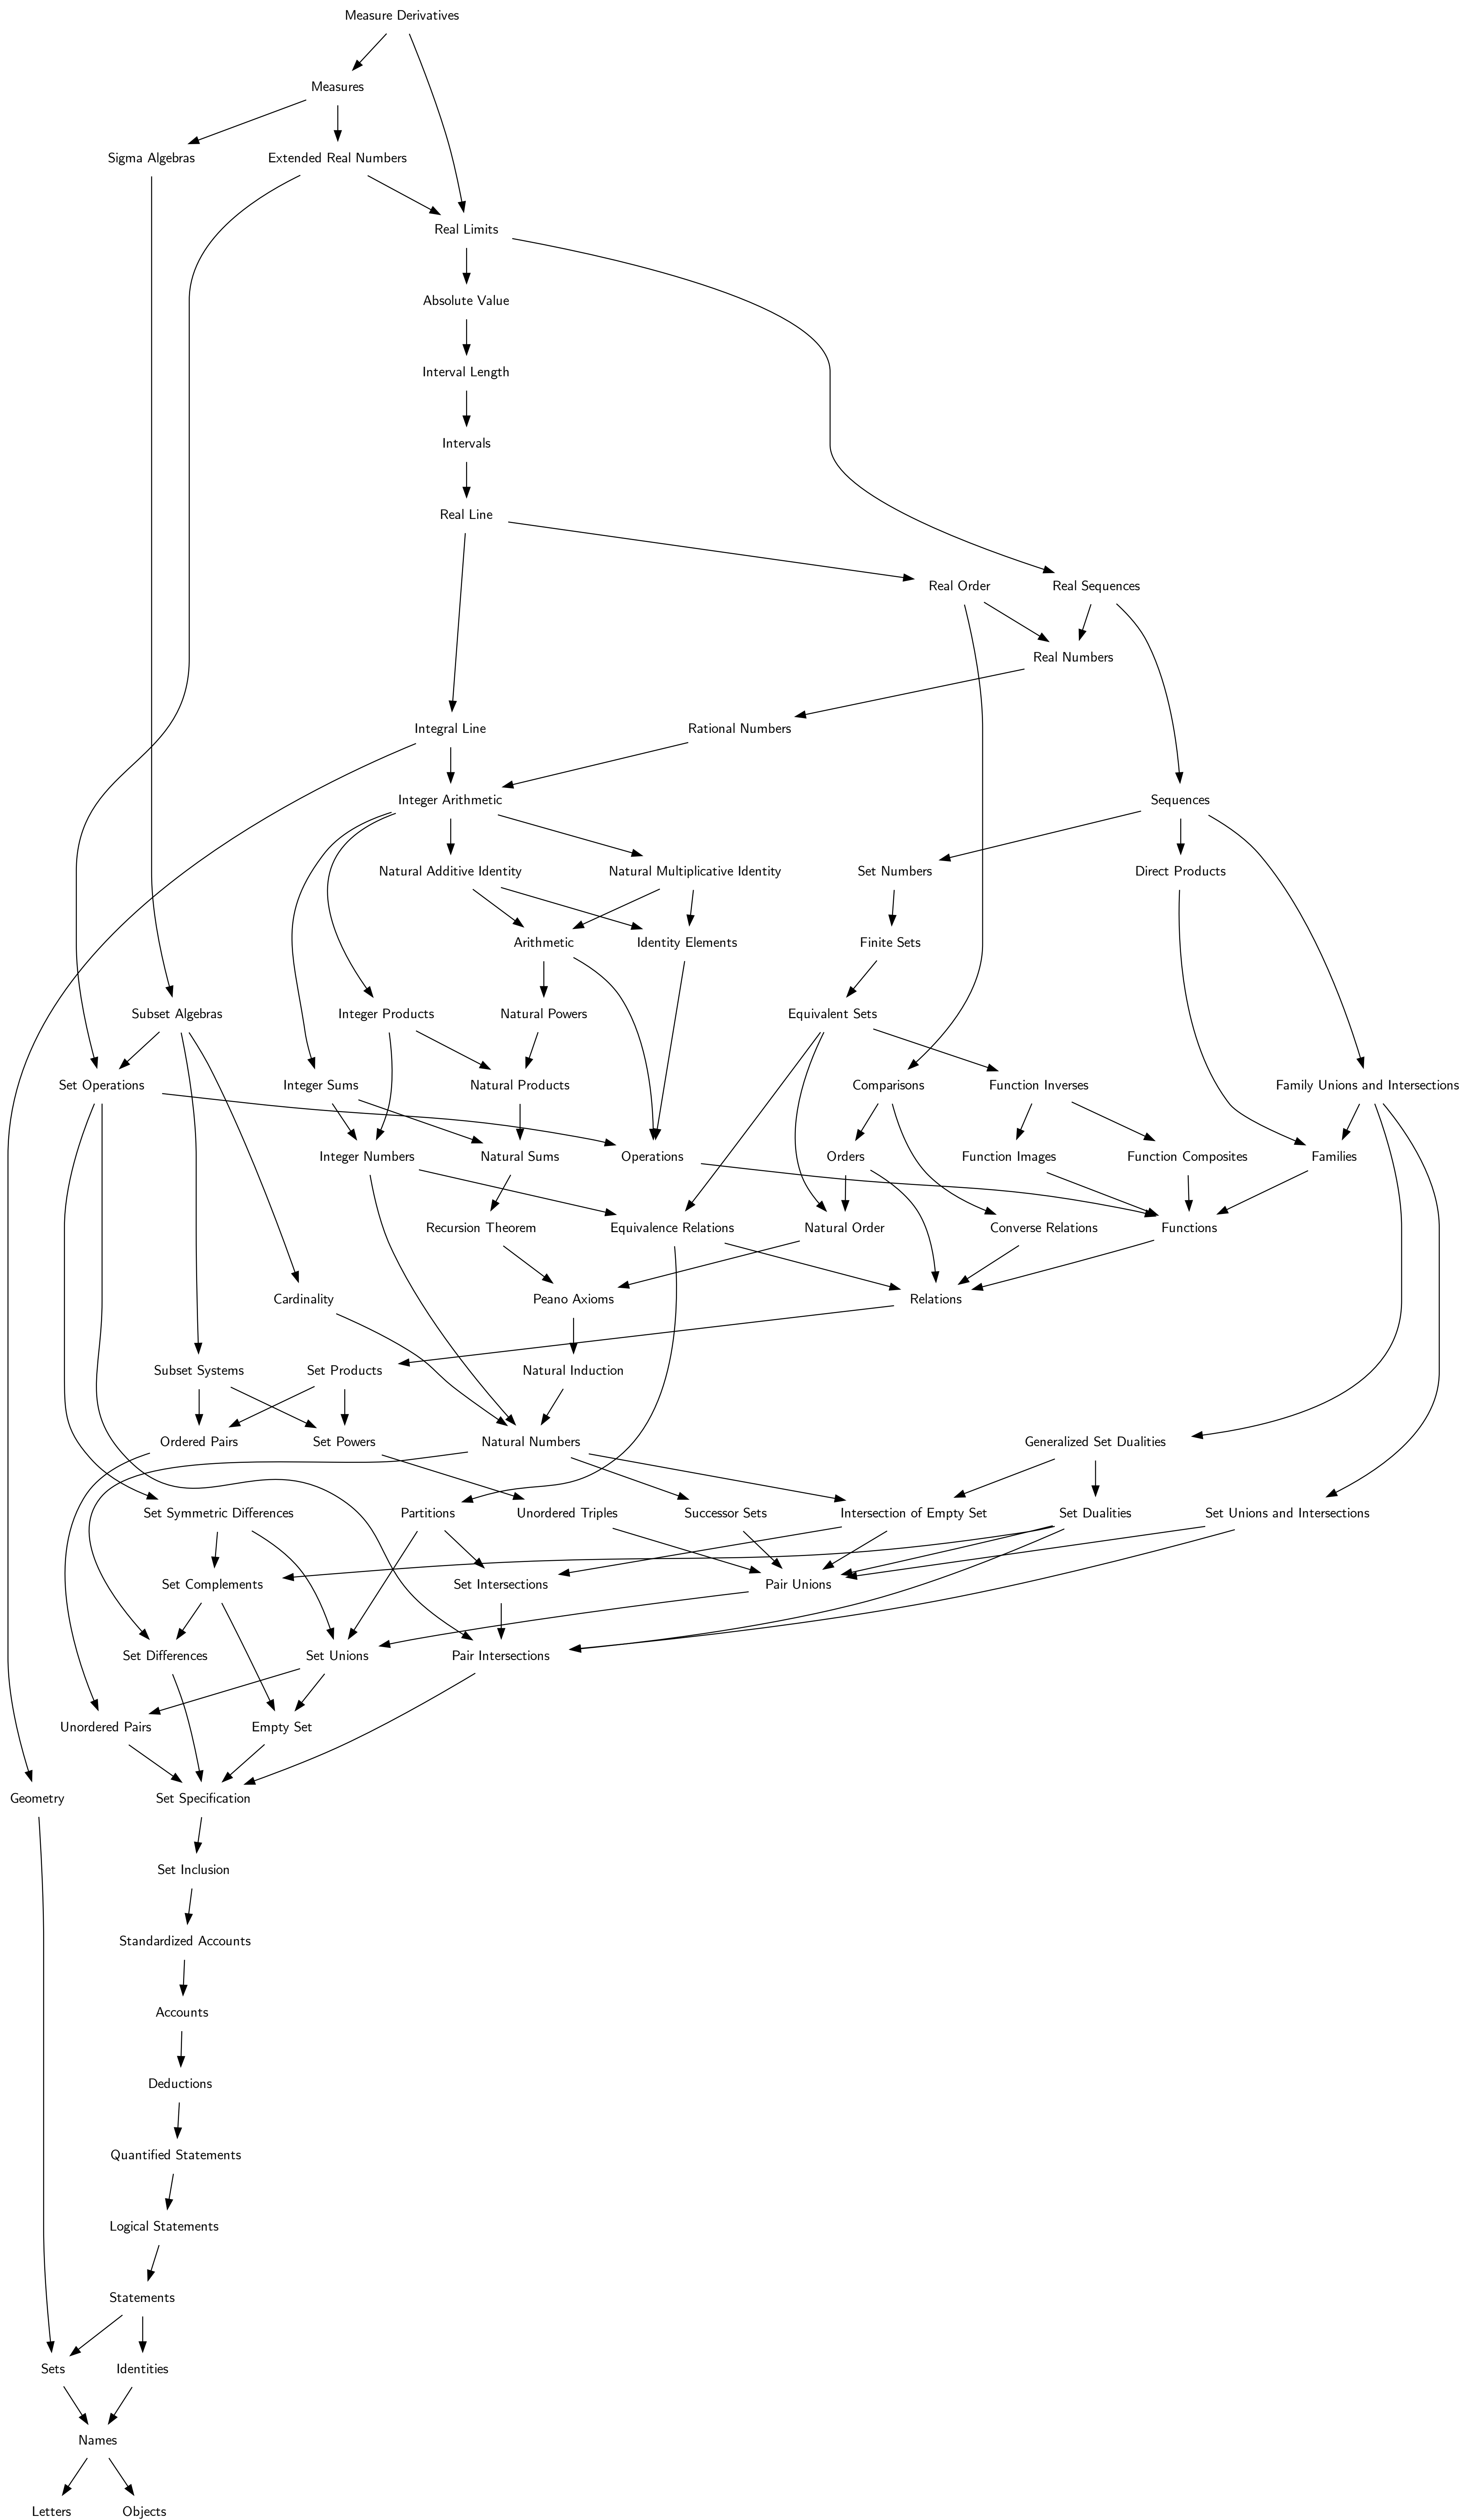 Measure Derivatives
Measures
Sigma Algebras
Extended Real Numbers
Real Limits
Absolute Value
Interval Length
Intervals
Real Line
Real Order
Real Sequences
Real Numbers
Integral Line
Rational Numbers
Integer Arithmetic
Sequences
Natural Additive Identity
Natural Multiplicative Identity
Set Numbers
Direct Products
Arithmetic
Identity Elements
Finite Sets
Subset Algebras
Integer Products
Natural Powers
Equivalent Sets
Set Operations
Integer Sums
Natural Products
Comparisons
Function Inverses
Family Unions and Intersections
Integer Numbers
Natural Sums
Operations
Orders
Function Images
Function Composites
Families
Recursion Theorem
Equivalence Relations
Natural Order
Converse Relations
Functions
Cardinality
Peano Axioms
Relations
Subset Systems
Set Products
Natural Induction
Ordered Pairs
Set Powers
Natural Numbers
Generalized Set Dualities
Set Symmetric Differences
Partitions
Unordered Triples
Successor Sets
Intersection of Empty Set
Set Dualities
Set Unions and Intersections
Set Complements
Set Intersections
Pair Unions
Set Differences
Set Unions
Pair Intersections
Unordered Pairs
Empty Set
Geometry
Set Specification
Set Inclusion
Standardized Accounts
Accounts
Deductions
Quantified Statements
Logical Statements
Statements
Sets
Identities
Names
Letters
Objects